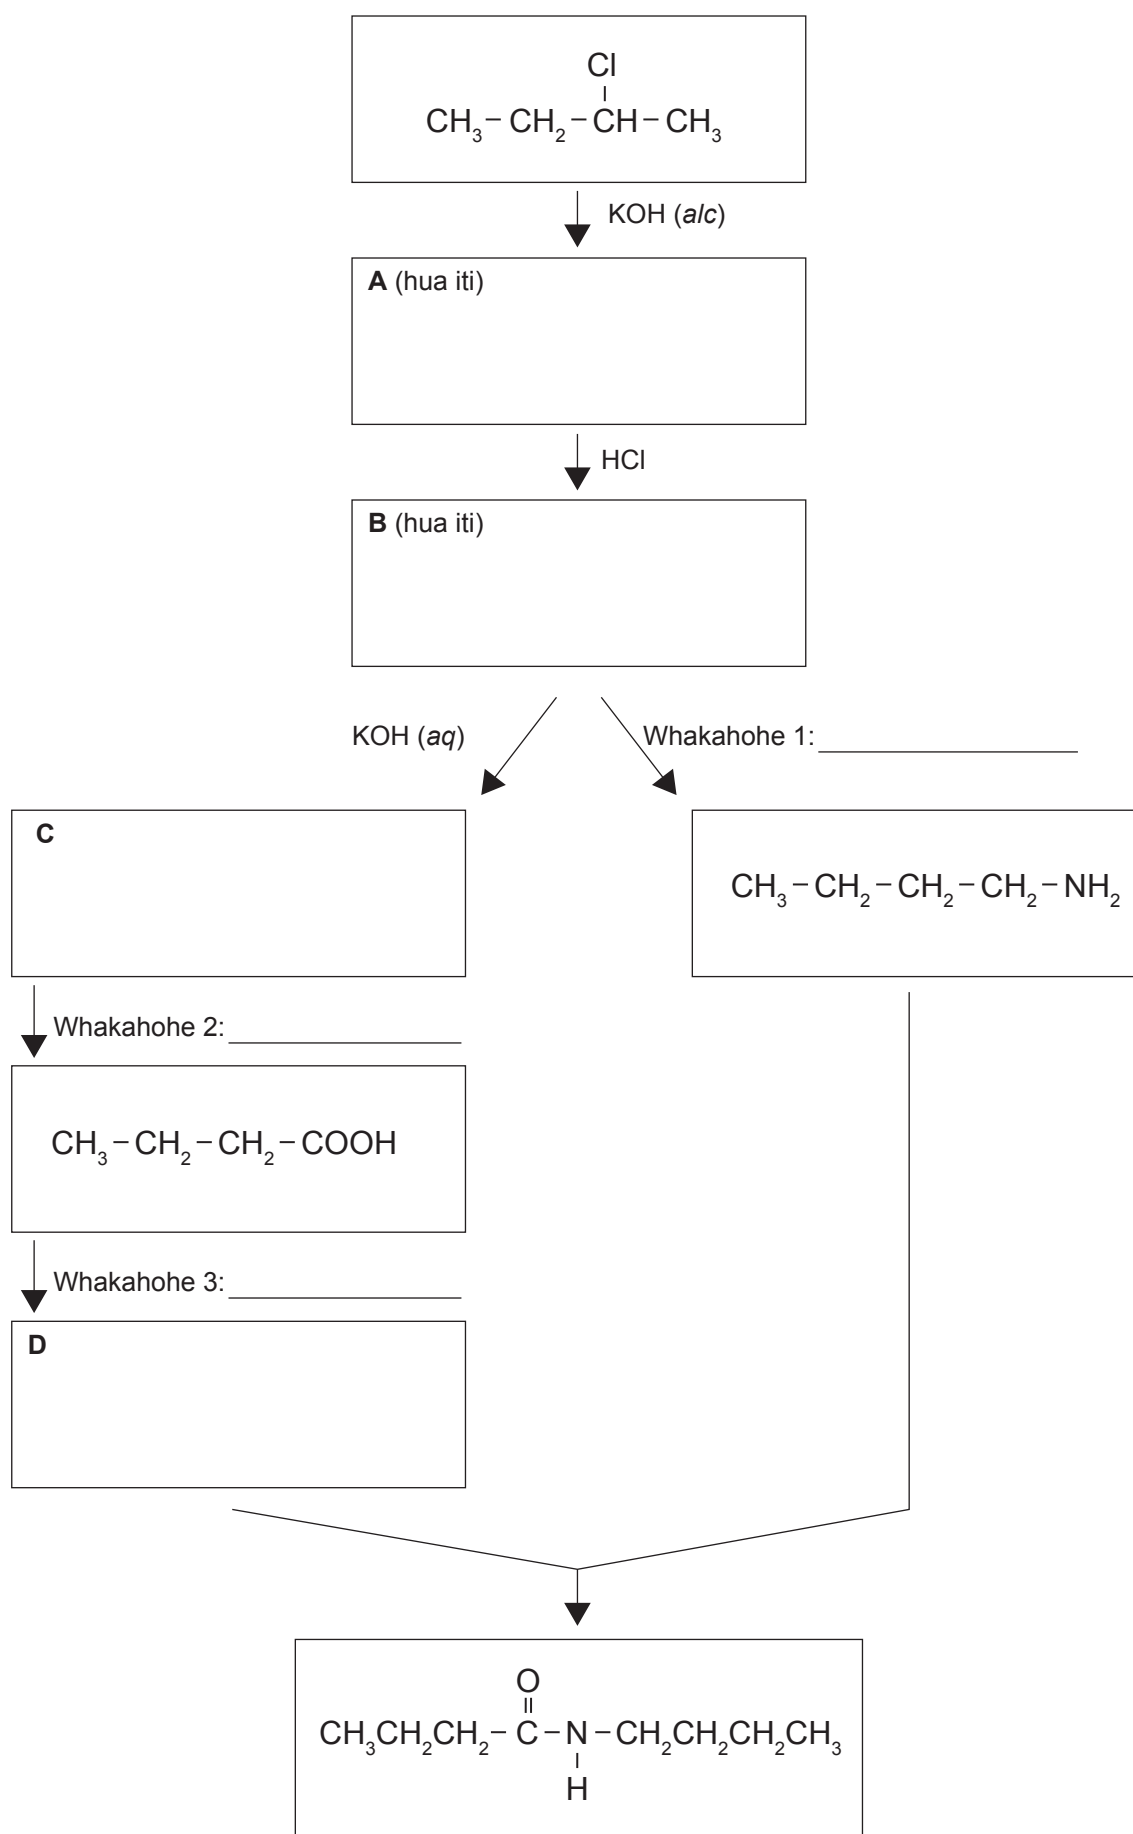 Cl
CH₃–CH₂–CH–CH₃
KOH (alc)
A (hua iti)
HCl
B (hua iti)
KOH (aq)
Whakahohe 1:
C
CH₃–CH₂–CH₂–CH₂–NH₂
Whakahohe 2:
CH₃–CH₂–CH₂–COOH
Whakahohe 3:
D
O
CH₃CH₂CH₂–C–N–CH₂CH₂CH₂CH₃
H